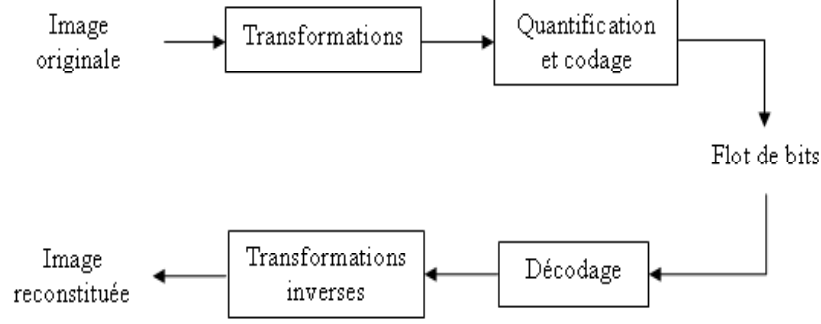 Image
originale
Transformations
Quantification
et codage
Flot de bits
Décodage
Transformations
inverses
Image
reconstituée